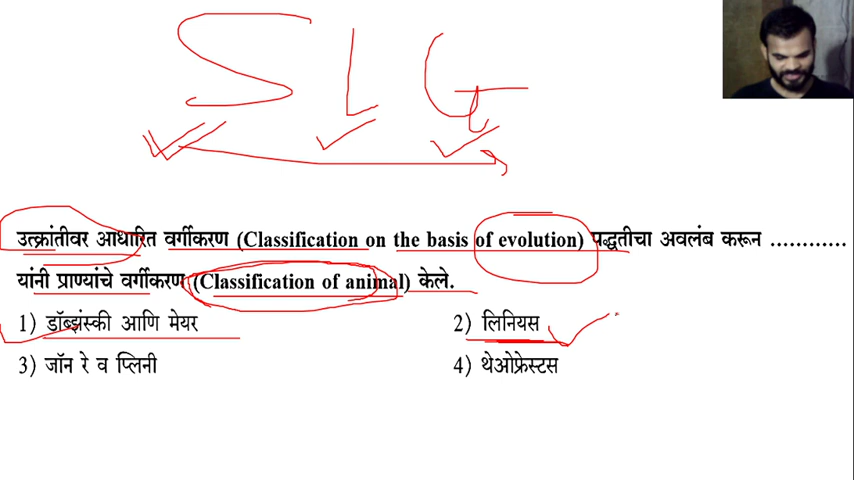 SLG
उत्क्रांतीवर आधारित वर्गीकरण (Classification on the basis of evolution) पद्धतीचा अवलंब करून ............
यांनी प्राण्यांचे वर्गीकरण (Classification of animal) केले.
1) डॉब्झंस्की आणि मेयर 2) लिनियस
3) जॉन रे व प्लिनी 4) थेओफ्रेस्टस